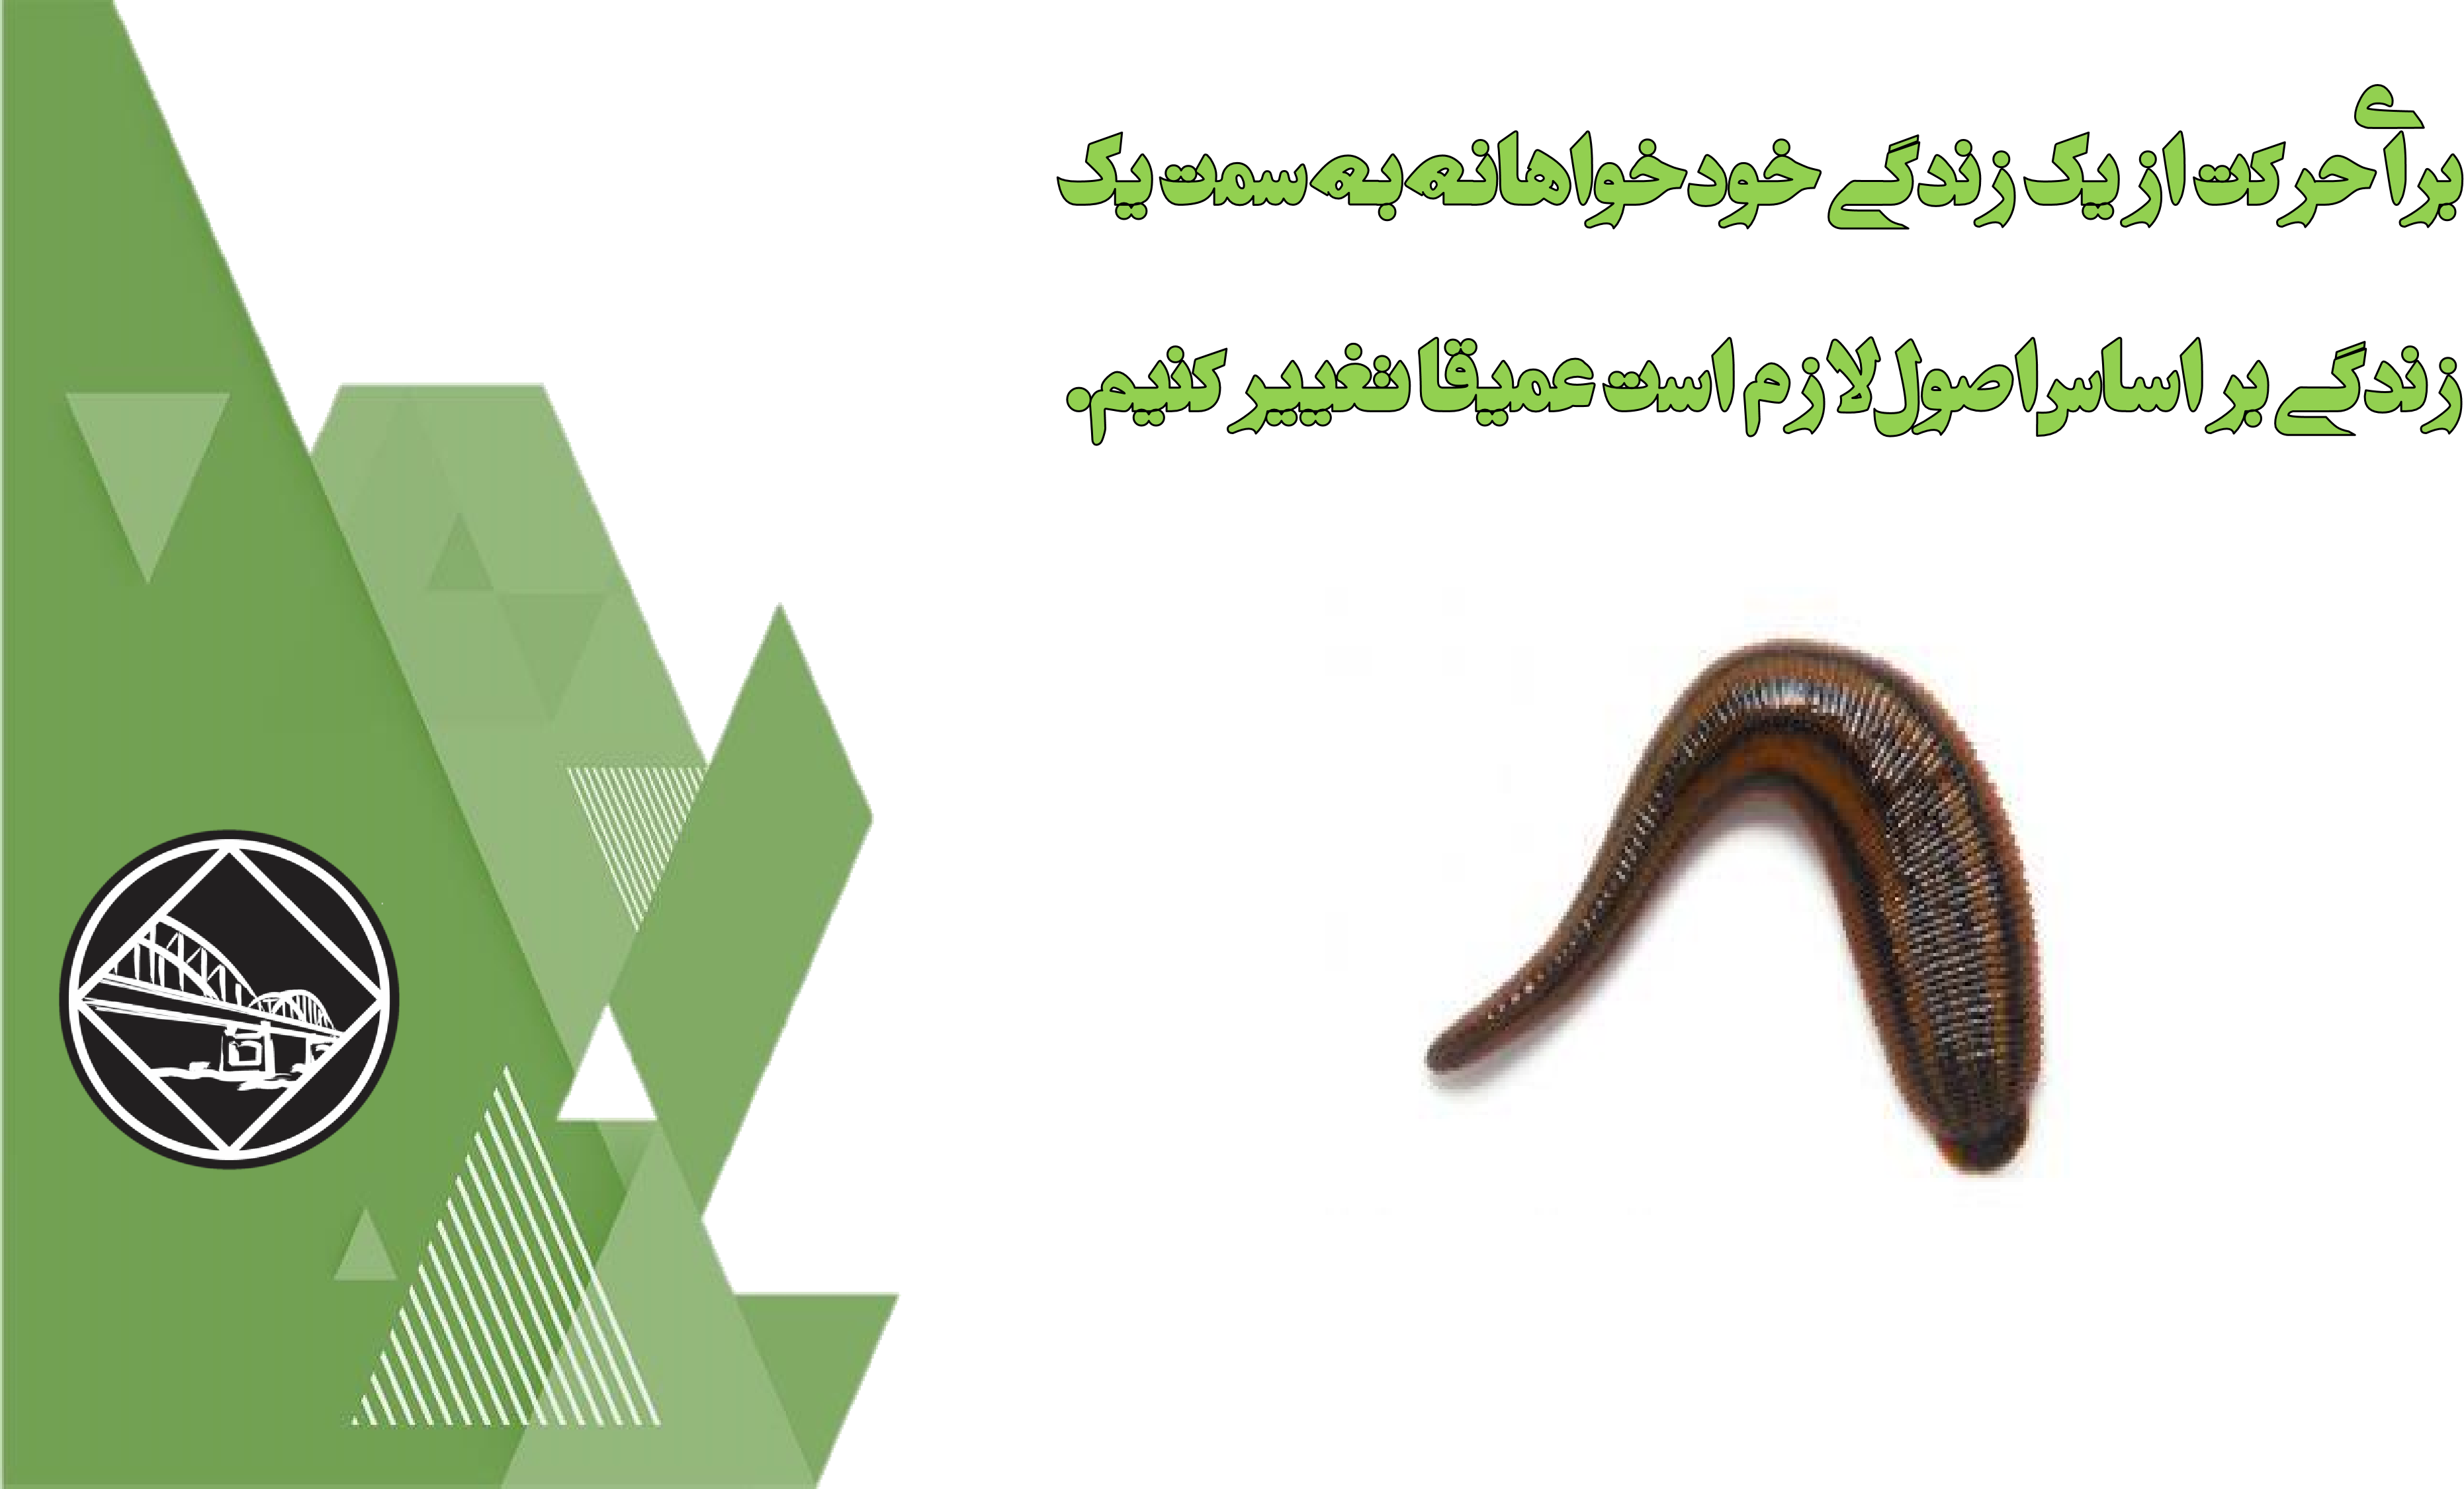 برای حرکت از یک زندگی خودخواهانه به سمت یک
زندگی بر اساس اصول لازم است عمیقا تغییر کنیم.